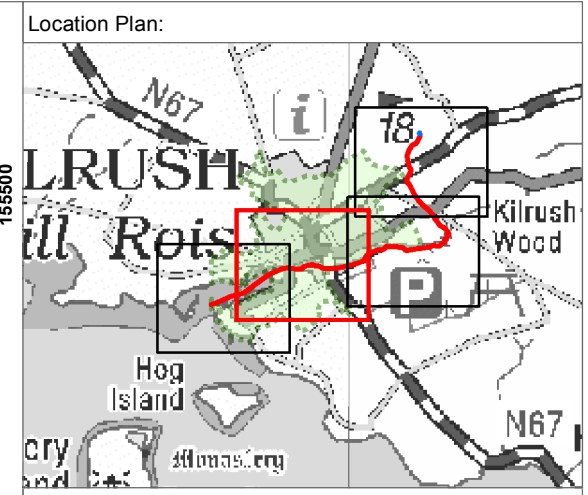 Location Plan:
155500
N67
i
18
LRUSH
ill Rois
Kilrush
Wood
P
Hog
Island
N67
Monastery